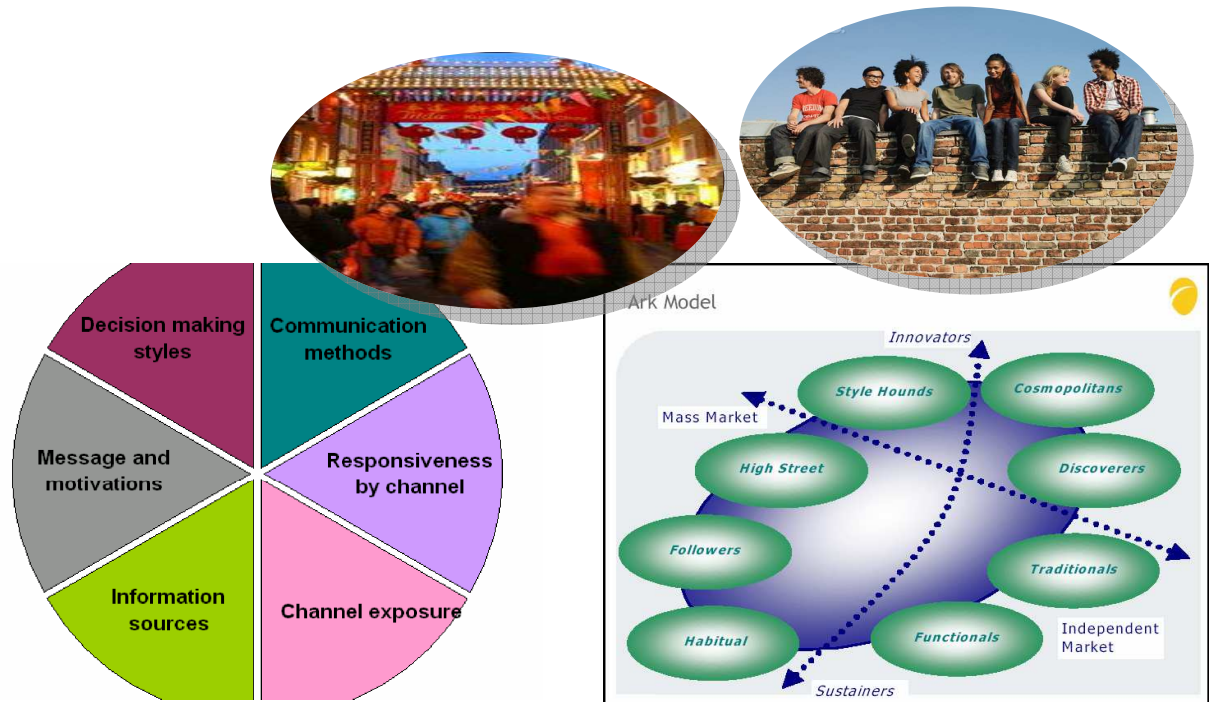 Decision making
styles
Communication
methods
Message and
motivations
Responsiveness
by channel
Information
sources
Channel exposure
Ark Model
Innovators
Style Hounds
Cosmopolitans
Mass Market
High Street
Discoverers
Followers
Traditionals
Habitual
Functionals
Independent
Market
Sustainers